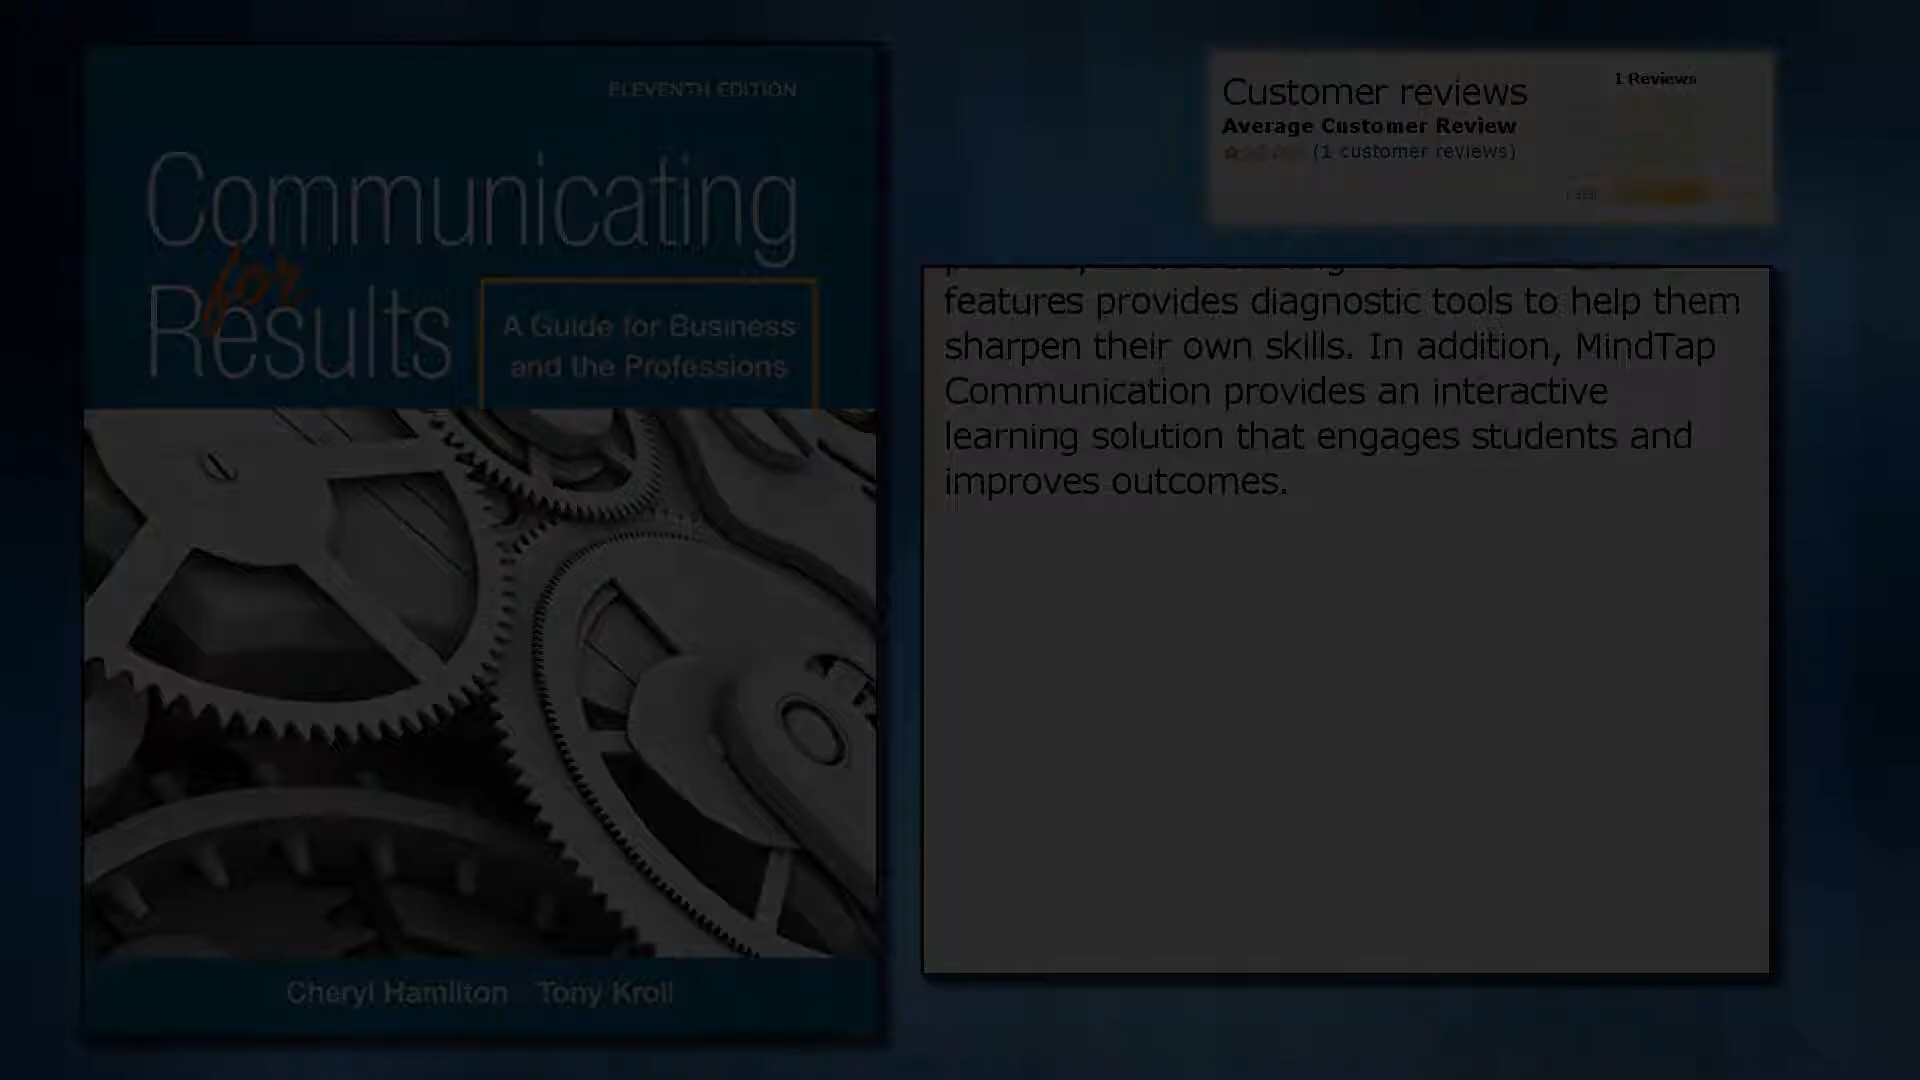 ELEVENTH EDITION
Communicating
for
Results
A Guide for Business
and the Professions
Cheryl Hamilton Tony Kroll
Customer reviews
1 Reviews
Average Customer Review
(1 customer reviews)
features provides diagnostic tools to help them
sharpen their own skills. In addition, MindTap
Communication provides an interactive
learning solution that engages students and
improves outcomes.